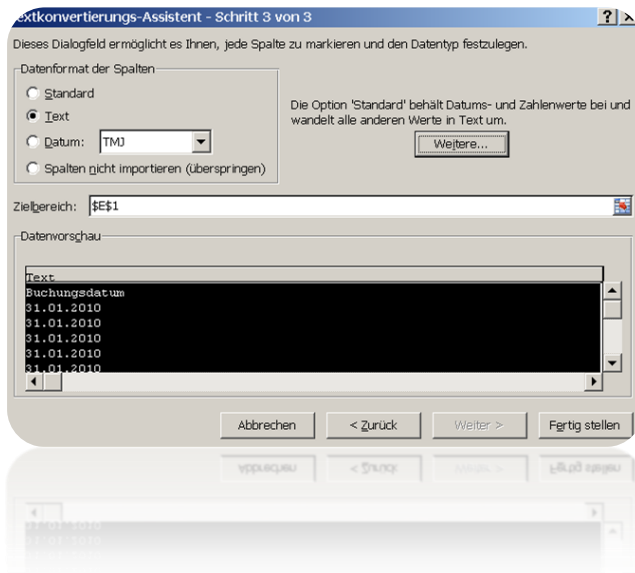 extkonvertierungs-Assistent - Schritt 3 von 3
Dieses Dialogfeld ermöglicht es Ihnen, jede Spalte zu markieren und den Datentyp festzulegen.
Datenformat der Spalten
Standard
Text
Datum: TMJ
Spalten nicht importieren (überspringen)
Die Option 'Standard' behält Datums- und Zahlenwerte bei und
wandelt alle anderen Werte in Text um.
Weitere...
Zielbereich: $E$1
Datenvorschau
Text
Buchungsdatum
31.01.2010
31.01.2010
31.01.2010
31.01.2010
31.01.2010
Abbrechen < Zurück Weiter > Fertig stellen